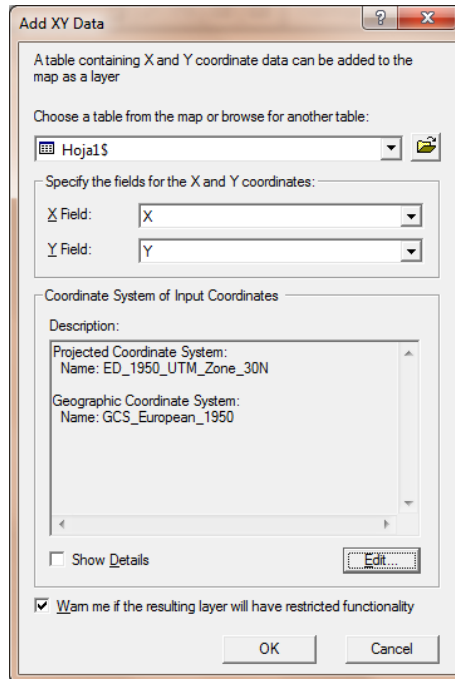 Add XY Data
?
A table containing X and Y coordinate data can be added to the
map as a layer
Choose a table from the map or browse for another table:
Hoja1$
Specify the fields for the X and Y coordinates:
X Field:
X
Y Field:
Y
Coordinate System of Input Coordinates
Description:
Projected Coordinate System:
Name: ED_1950_UTM_Zone_30N
Geographic Coordinate System:
Name: GCS_European_1950
Show Details
Edit...
Warn me if the resulting layer will have restricted functionality
OK
Cancel